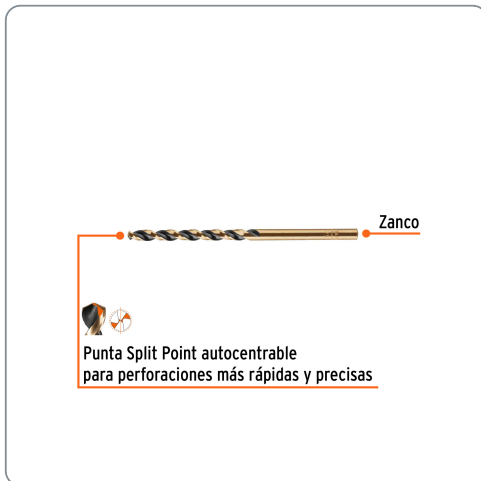 Zanco
Punta Split Point autocentrable
para perforaciones más rápidas y precisas